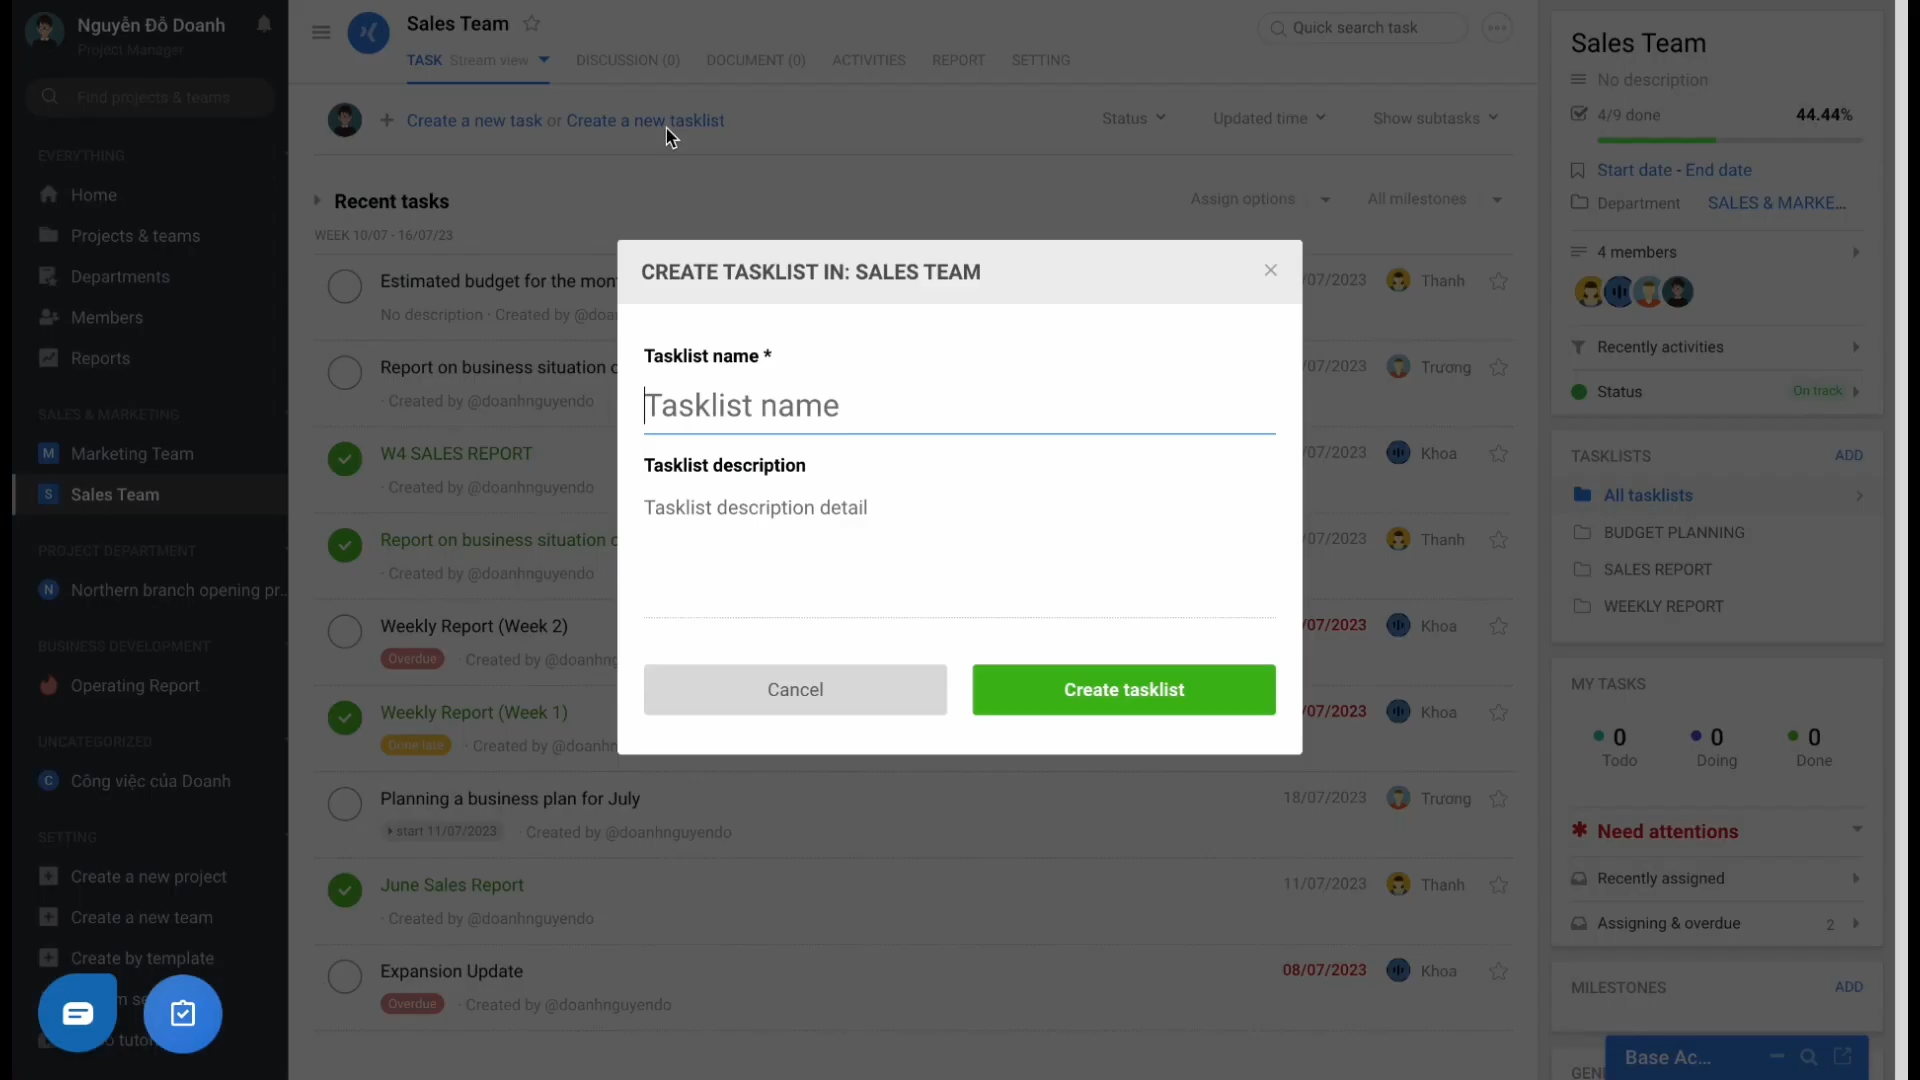 Nguyễn Đỗ Doanh
Project Manager
Find projects & teams
EVERYTHING
Home
Projects & teams
Departments
Members
Reports
SALES & MARKETING
M Marketing Team
S Sales Team
PROJECT DEPARTMENT
N Northern branch opening pr...
BUSINESS DEVELOPMENT
Operating Report
UNCATEGORIZED
C Công việc của Doanh
SETTING
Create a new project
Create a new team
Create by template
Sales Team
TASK Stream view DISCUSSION (0) DOCUMENT (0) ACTIVITIES REPORT SETTING
Quick search task
+ Create a new task or Create a new tasklist
Status Updated time Show subtasks
Recent tasks
Assign options All milestones
WEEK 10/07 - 16/07/23
Estimated budget for the mon
/07/2023 Thanh
No description · Created by @doa
Report on business situation
/07/2023 Trương
· Created by @doanhnguyendo
W4 SALES REPORT
/07/2023 Khoa
· Created by @doanhnguyendo
Report on business situation
/07/2023 Thanh
· Created by @doanhnguyendo
Weekly Report (Week 2)
/07/2023 Khoa
Overdue · Created by @doanhng
Weekly Report (Week 1)
/07/2023 Khoa
Done late · Created by @doanhn
Planning a business plan for July
18/07/2023 Trương
start 11/07/2023 · Created by @doanhnguyendo
June Sales Report
11/07/2023 Thanh
· Created by @doanhnguyendo
Expansion Update
08/07/2023 Khoa
Overdue · Created by @doanhnguyendo
CREATE TASKLIST IN: SALES TEAM
Tasklist name *
Tasklist name
Tasklist description
Tasklist description detail
Cancel
Create tasklist
Sales Team
No description
4/9 done 44.44%
Start date - End date
Department SALES & MARKE...
4 members
Recently activities
Status On track
TASKLISTS ADD
All tasklists
BUDGET PLANNING
SALES REPORT
WEEKLY REPORT
MY TASKS
0 0 0
Todo Doing Done
Need attentions
Recently assigned
Assigning & overdue 2
MILESTONES ADD
Base Ac...